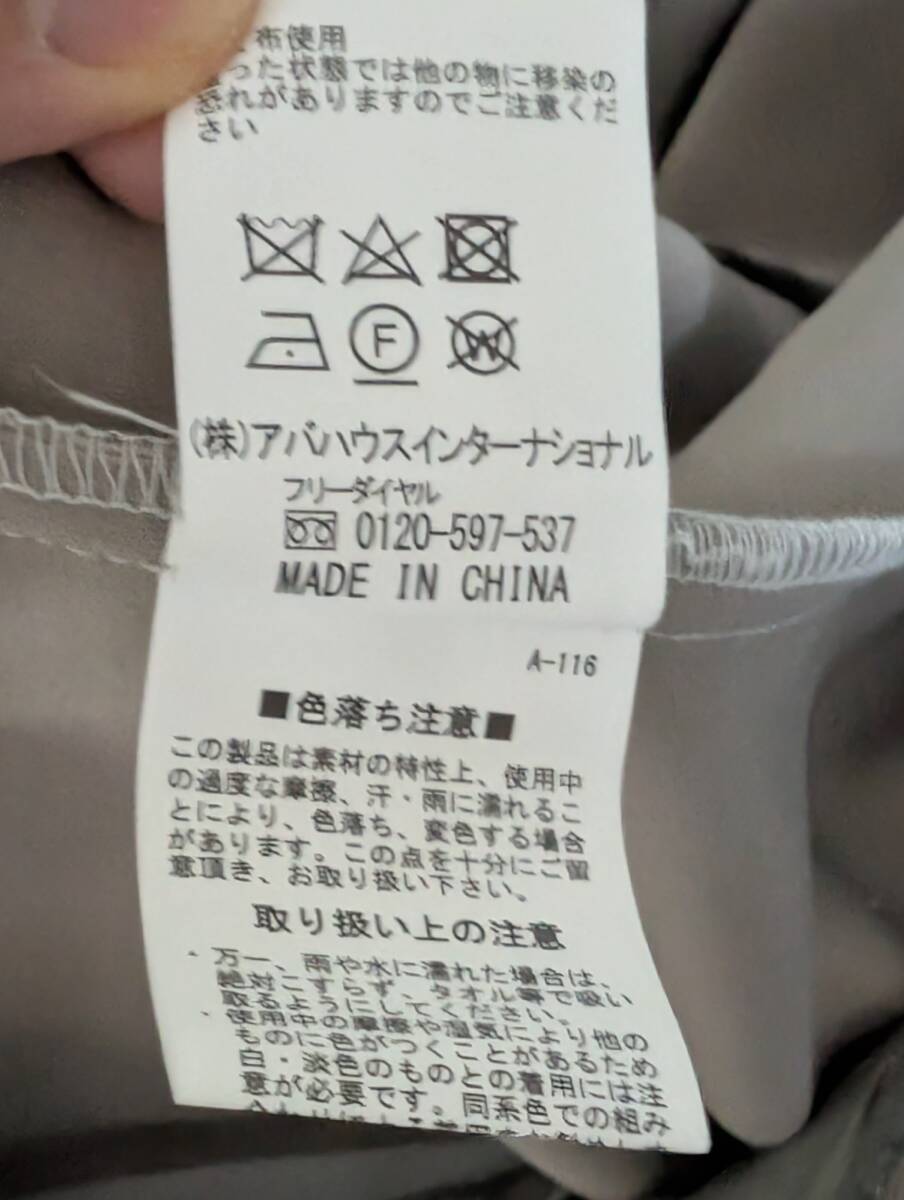 布使用
った状態では他の物に移染の
恐れがありますのでご注意くだ
さい
F
W
(株)アバハウスインターナショナル
フリーダイヤル
0120-597-537
MADE IN CHINA
A-116
■色落ち注意■
この製品は素材の特性上、使用中
の過度な摩擦、汗・雨に濡れるこ
とにより、色落ち、変色する場合
があります。この点を十分にご留
意頂き、お取り扱い下さい。
取り扱い上の注意
・万一、雨や水に濡れた場合は、
絶対こすらず、タオル等で吸い
取るようにしてください。
・使用中の摩擦や湿気により他の
ものに色がつくことがあるため
白・淡色のものとの着用には注
意が必要です。同系色での組み